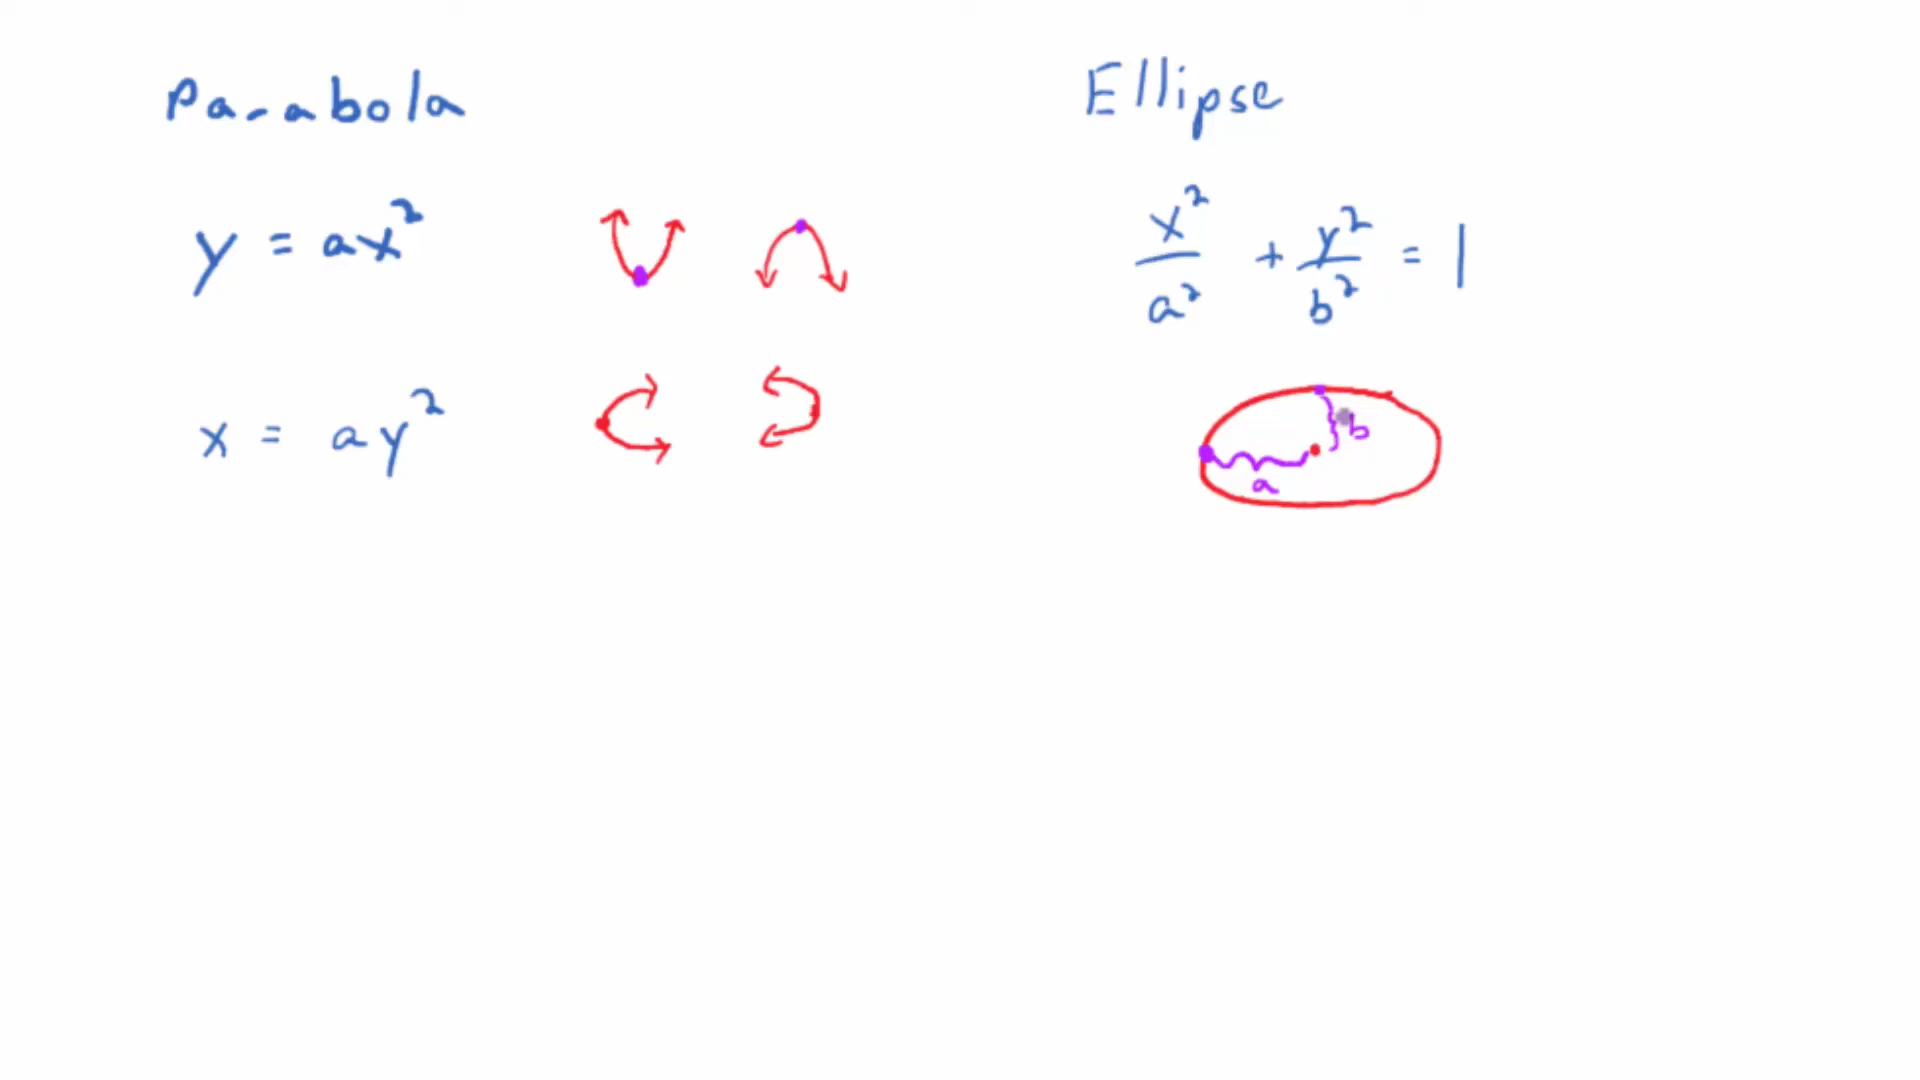 Parabola
y = ax²
x = ay²
Ellipse
x²/a² + y²/b² = 1
b
a